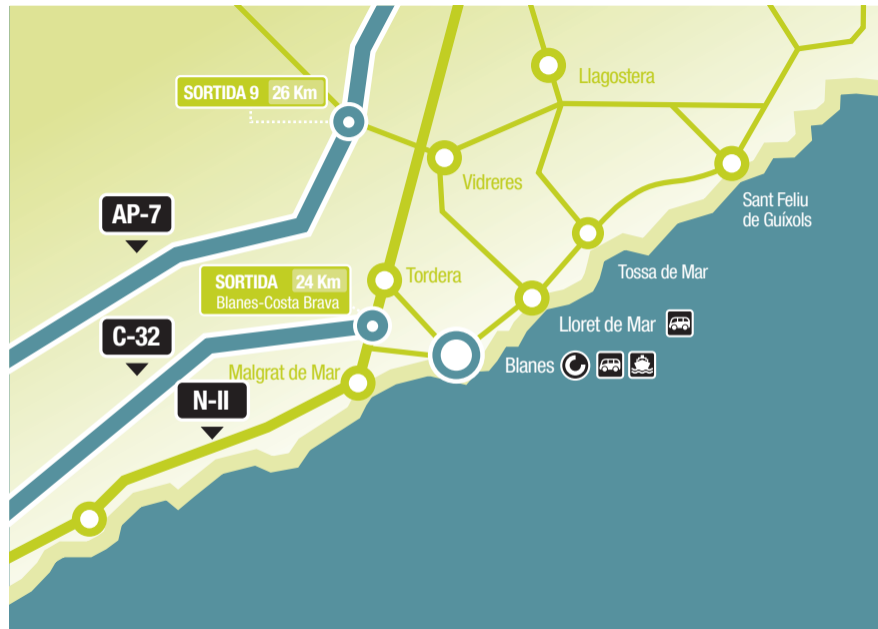 Llagostera
SORTIDA 9 26 Km
Vidreres
Sant Feliu
de Guíxols
AP-7
Tossa de Mar
SORTIDA 24 Km
Blanes-Costa Brava
Tordera
Lloret de Mar
C-32
Blanes
Malgrat de Mar
N-II